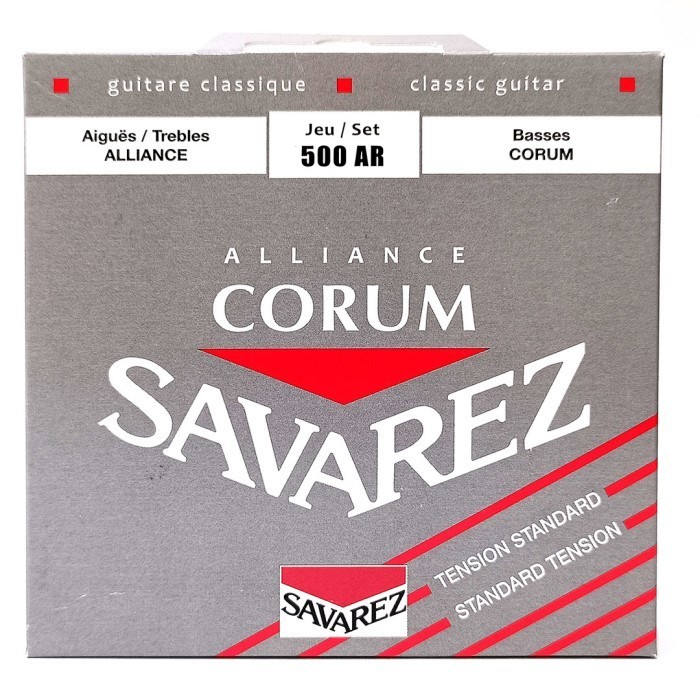 guitare classique classic guitar
Aiguës / Trebles
ALLIANCE
Jeu / Set
500 AR
Basses
CORUM
ALLIANCE
CORUM
SAVAREZ
TENSION STANDARD
STANDARD TENSION
SAVAREZ